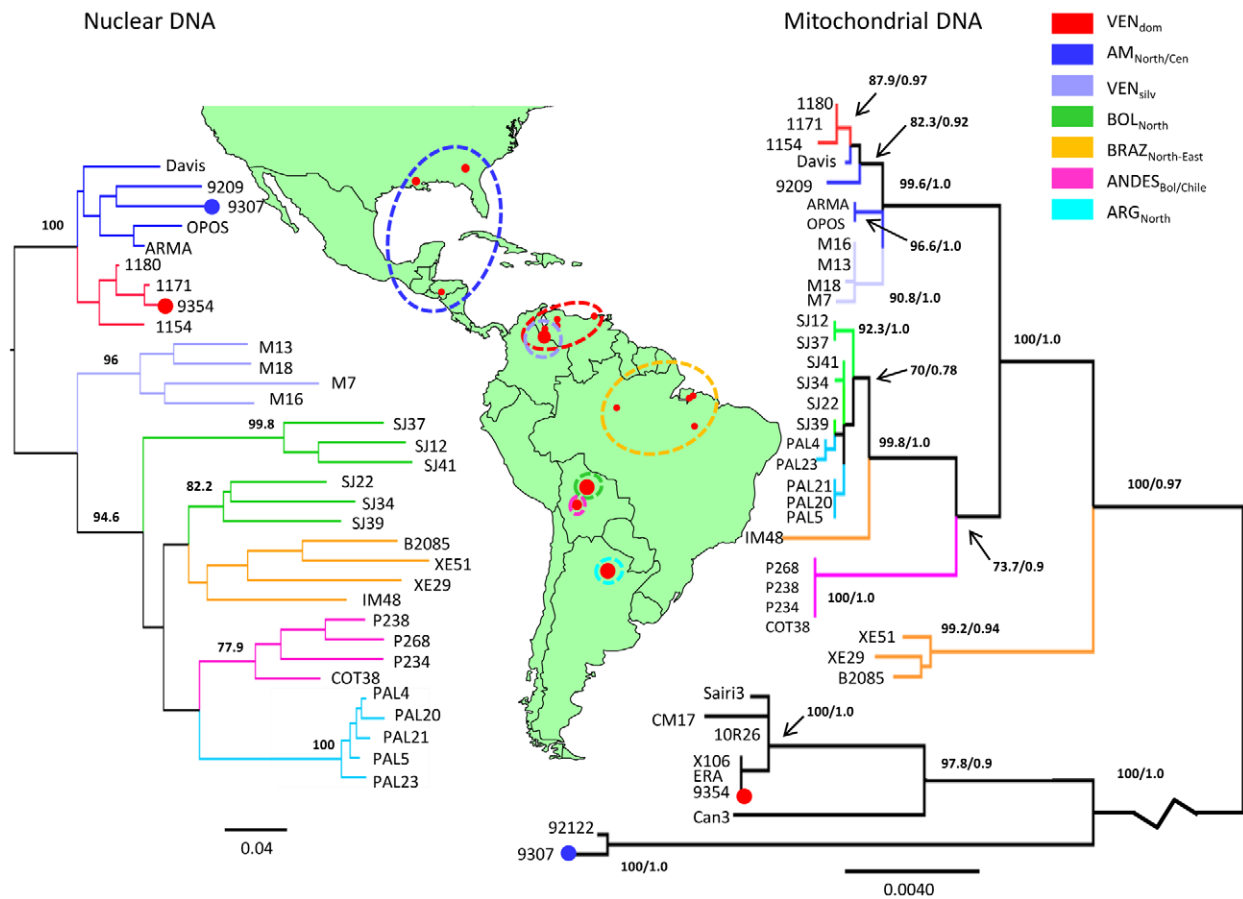 Nuclear DNA
Mitochondrial DNA
VENdom
AMNorth/Cen
VENsilv
BOLNorth
BRAZNorth-East
ANDESBol/Chile
ARGNorth
Davis
9209
9307
100
OPOS
ARMA
1180
1171
9354
1154
M13
96
M18
M7
M16
SJ37
99.8
SJ12
SJ41
SJ22
82.2
SJ34
94.6
SJ39
B2085
XE51
XE29
IM48
P238
77.9
P268
P234
COT38
PAL4
PAL20
PAL21
100
PAL5
PAL23
0.04
87.9/0.97
1180
1171
82.3/0.92
1154
Davis
99.6/1.0
9209
ARMA
OPOS
96.6/1.0
M16
M13
M18
90.8/1.0
M7
SJ12
92.3/1.0
SJ37
100/1.0
SJ41
70/0.78
SJ34
SJ22
SJ39
PAL4
99.8/1.0
PAL23
PAL21
100/0.97
PAL20
PAL5
IM48
73.7/0.9
P268
P238
100/1.0
P234
COT38
99.2/0.94
XE51
XE29
B2085
Sairi3
100/1.0
CM17
10R26
X106
97.8/0.9
100/1.0
ERA
9354
Can3
92122
9307
100/1.0
0.0040